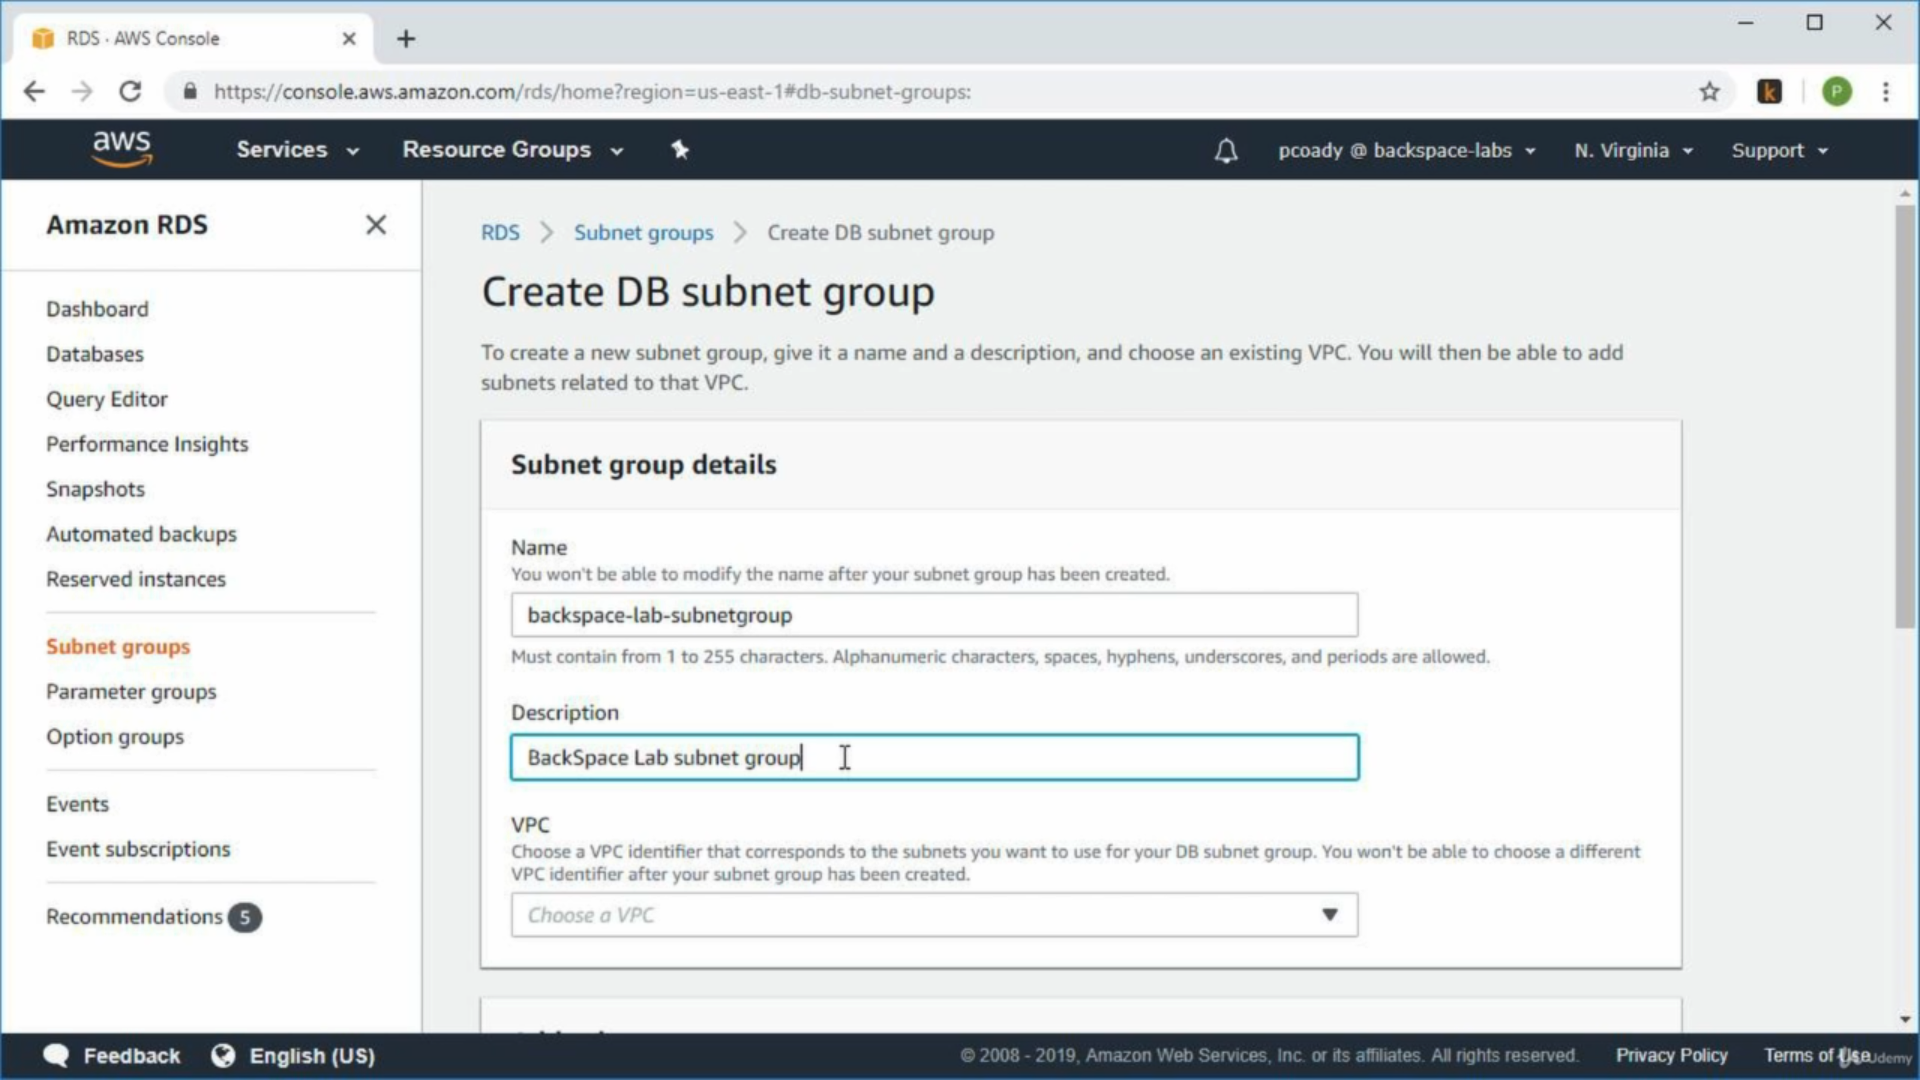 RDS · AWS Console
https://console.aws.amazon.com/rds/home?region=us-east-1#db-subnet-groups:
k
P
aws
Services
Resource Groups
pcoady @ backspace-labs
N. Virginia
Support
Amazon RDS
Dashboard
Databases
Query Editor
Performance Insights
Snapshots
Automated backups
Reserved instances
Subnet groups
Parameter groups
Option groups
Events
Event subscriptions
Recommendations 5
RDS > Subnet groups > Create DB subnet group
Create DB subnet group
To create a new subnet group, give it a name and a description, and choose an existing VPC. You will then be able to add
subnets related to that VPC.
Subnet group details
Name
You won't be able to modify the name after your subnet group has been created.
backspace-lab-subnetgroup
Must contain from 1 to 255 characters. Alphanumeric characters, spaces, hyphens, underscores, and periods are allowed.
Description
BackSpace Lab subnet group
VPC
Choose a VPC identifier that corresponds to the subnets you want to use for your DB subnet group. You won't be able to choose a different
VPC identifier after your subnet group has been created.
Choose a VPC
Feedback
English (US)
© 2008 - 2019, Amazon Web Services, Inc. or its affiliates. All rights reserved.
Privacy Policy
Terms of Use
Udemy